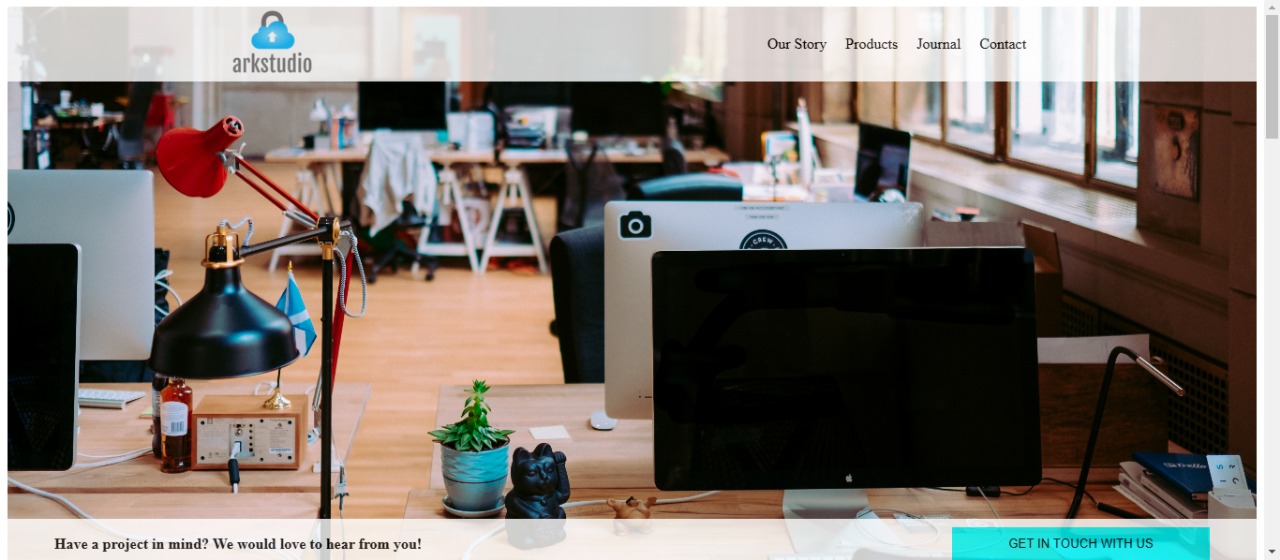 arkstudio
Our Story Products Journal Contact
CREW
Have a project in mind? We would love to hear from you!
GET IN TOUCH WITH US